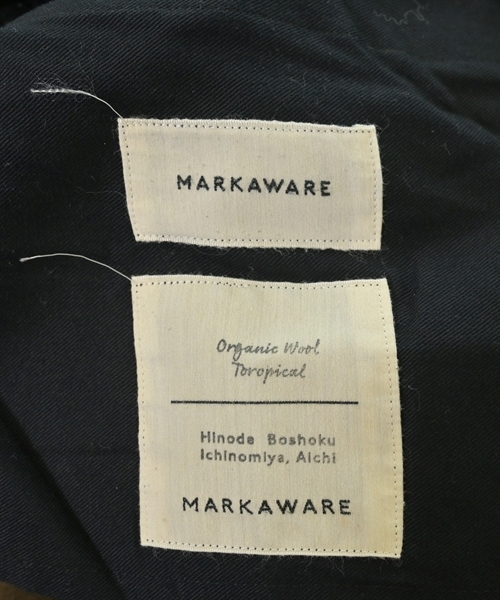 MARKAWARE
Organic Wool
Toropical
Hinode Boshoku
Ichinomiya, Aichi
MARKAWARE